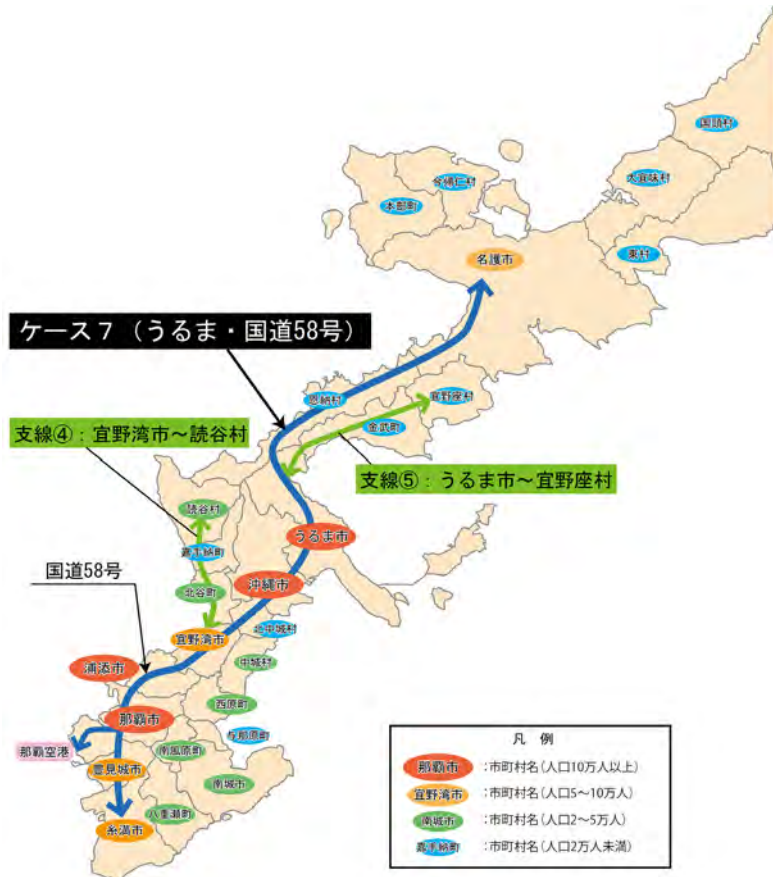 国頭村
大宜味村
今帰仁村
本部町
東村
名護市
ケース7(うるま・国道58号)
恩納村
宜野座村
金武町
支線④:宜野湾市~読谷村
支線⑤:うるま市~宜野座村
読谷村
うるま市
嘉手納町
国道58号
沖縄市
北谷町
宜野湾市
北中城村
浦添市
中城村
西原町
那覇市
与那原町
那覇空港
南風原町
豊見城市
南城市
八重瀬町
糸満市
凡 例
那覇市 :市町村名(人口10万人以上)
宜野湾市 :市町村名(人口5~10万人)
南城市 :市町村名(人口2~5万人)
嘉手納町 :市町村名(人口2万人未満)